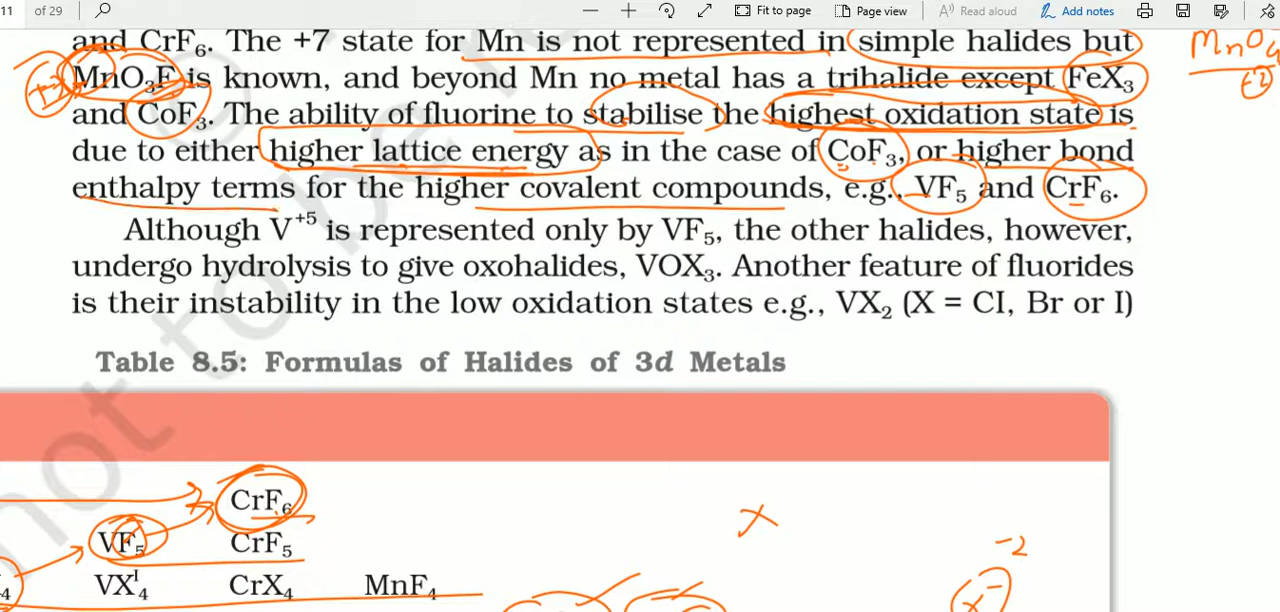 11 of 29 Fit to page Page view Read aloud Add notes
and CrF₆. The +7 state for Mn is not represented in simple halides but
MnO₃F is known, and beyond Mn no metal has a trihalide except FeX₃
and CoF₃. The ability of fluorine to stabilise the highest oxidation state is
due to either higher lattice energy as in the case of CoF₃, or higher bond
enthalpy terms for the higher covalent compounds, e.g., VF₅ and CrF₆.
Although V⁺⁵ is represented only by VF₅, the other halides, however,
undergo hydrolysis to give oxohalides, VOX₃. Another feature of fluorides
is their instability in the low oxidation states e.g., VX₂ (X = CI, Br or I)
Table 8.5: Formulas of Halides of 3d Metals
CrF₆
VF₅ CrF₅
VXᴵ₄ CrX₄ MnF₄
x
-2
not to be